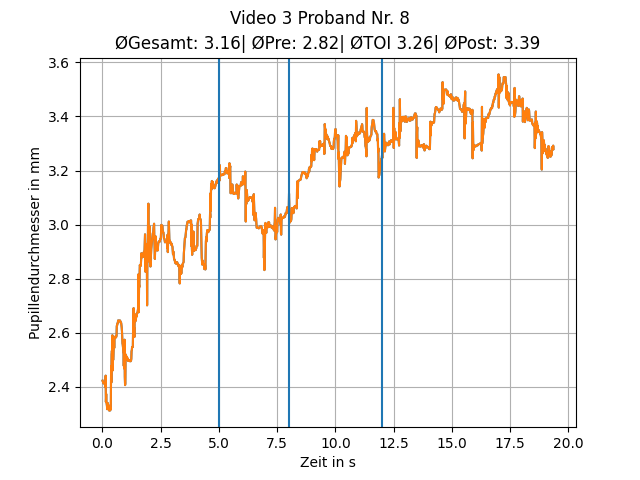 Video 3 Proband Nr. 8
ØGesamt: 3.16| ØPre: 2.82| ØTOI 3.26| ØPost: 3.39
3.6
3.4
3.2
3.0
2.8
2.6
2.4
Pupillendurchmesser in mm
0.0 2.5 5.0 7.5 10.0 12.5 15.0 17.5 20.0
Zeit in s